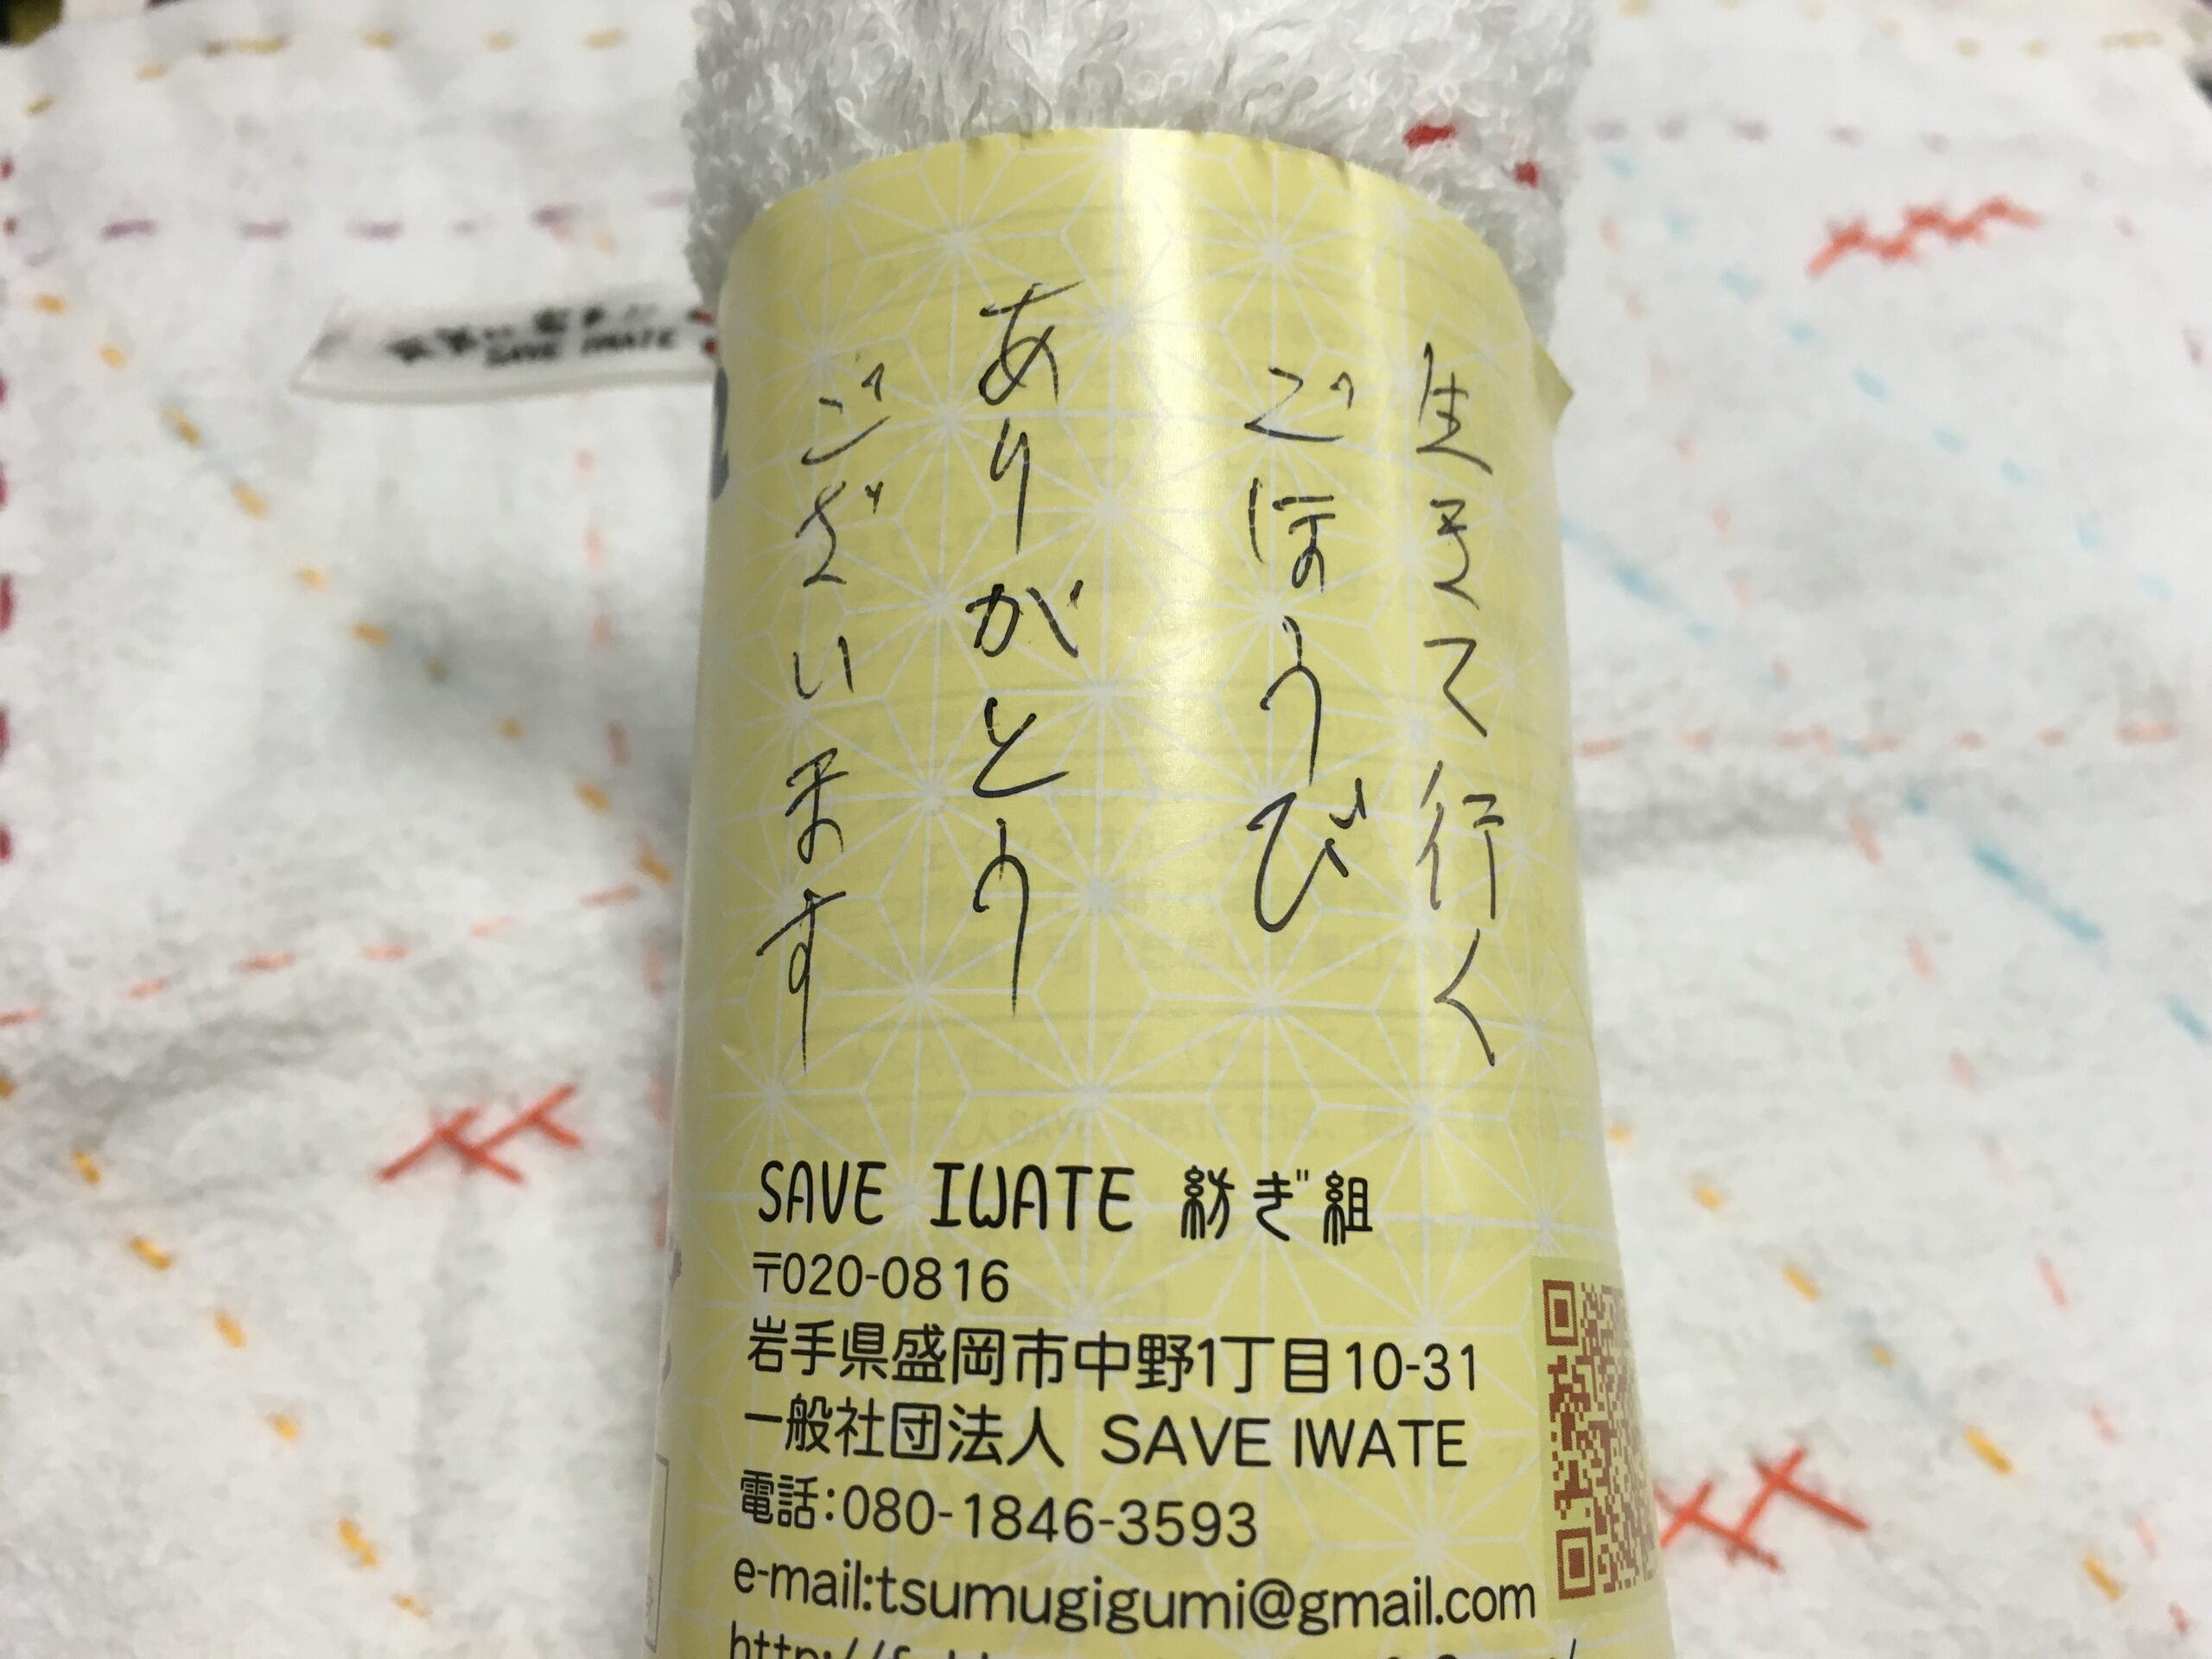 生きて行く
ごほうび
ありがとう
ございます
SAVE IWATE 紡ぎ組
〒020-0816
岩手県盛岡市中野1丁目10-31
一般社団法人 SAVE IWATE
電話:080-1846-3593
e-mail:tsumugigumi@gmail.com
SAVE IWATE